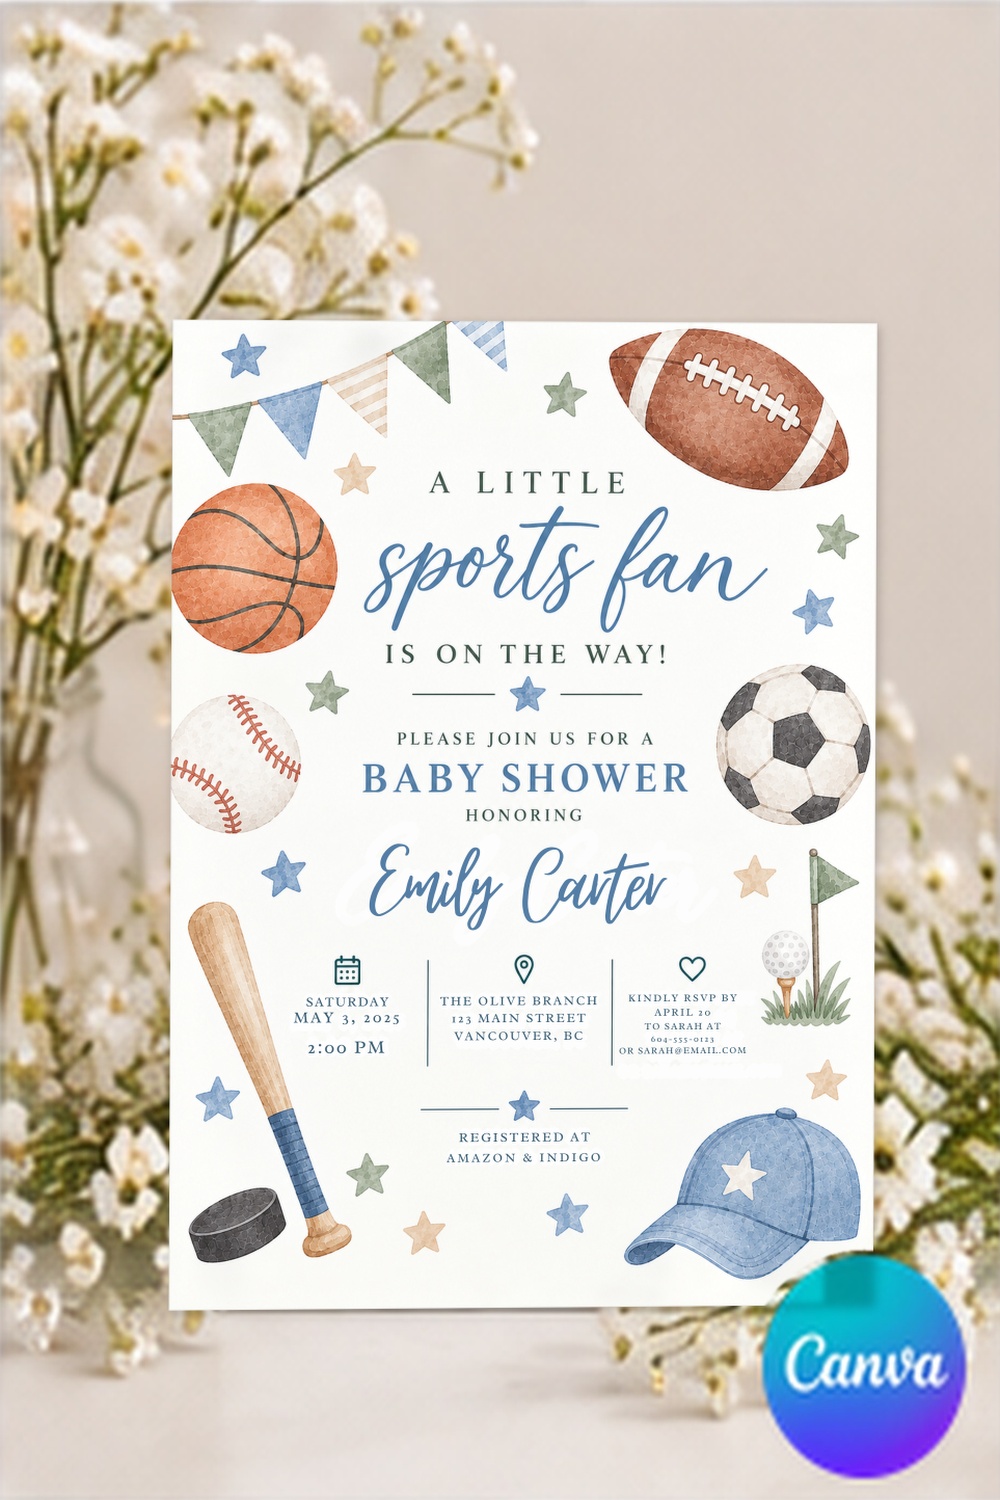 A LITTLE
sports fan
IS ON THE WAY!
PLEASE JOIN US FOR A
BABY SHOWER
HONORING
Emily Carter
SATURDAY
MAY 3, 2025
2:00 PM
THE OLIVE BRANCH
123 MAIN STREET
VANCOUVER, BC
KINDLY RSVP BY
APRIL 20
TO SARAH AT
604-555-0123
OR SARAH@EMAIL.COM
REGISTERED AT
AMAZON & INDIGO
Canva